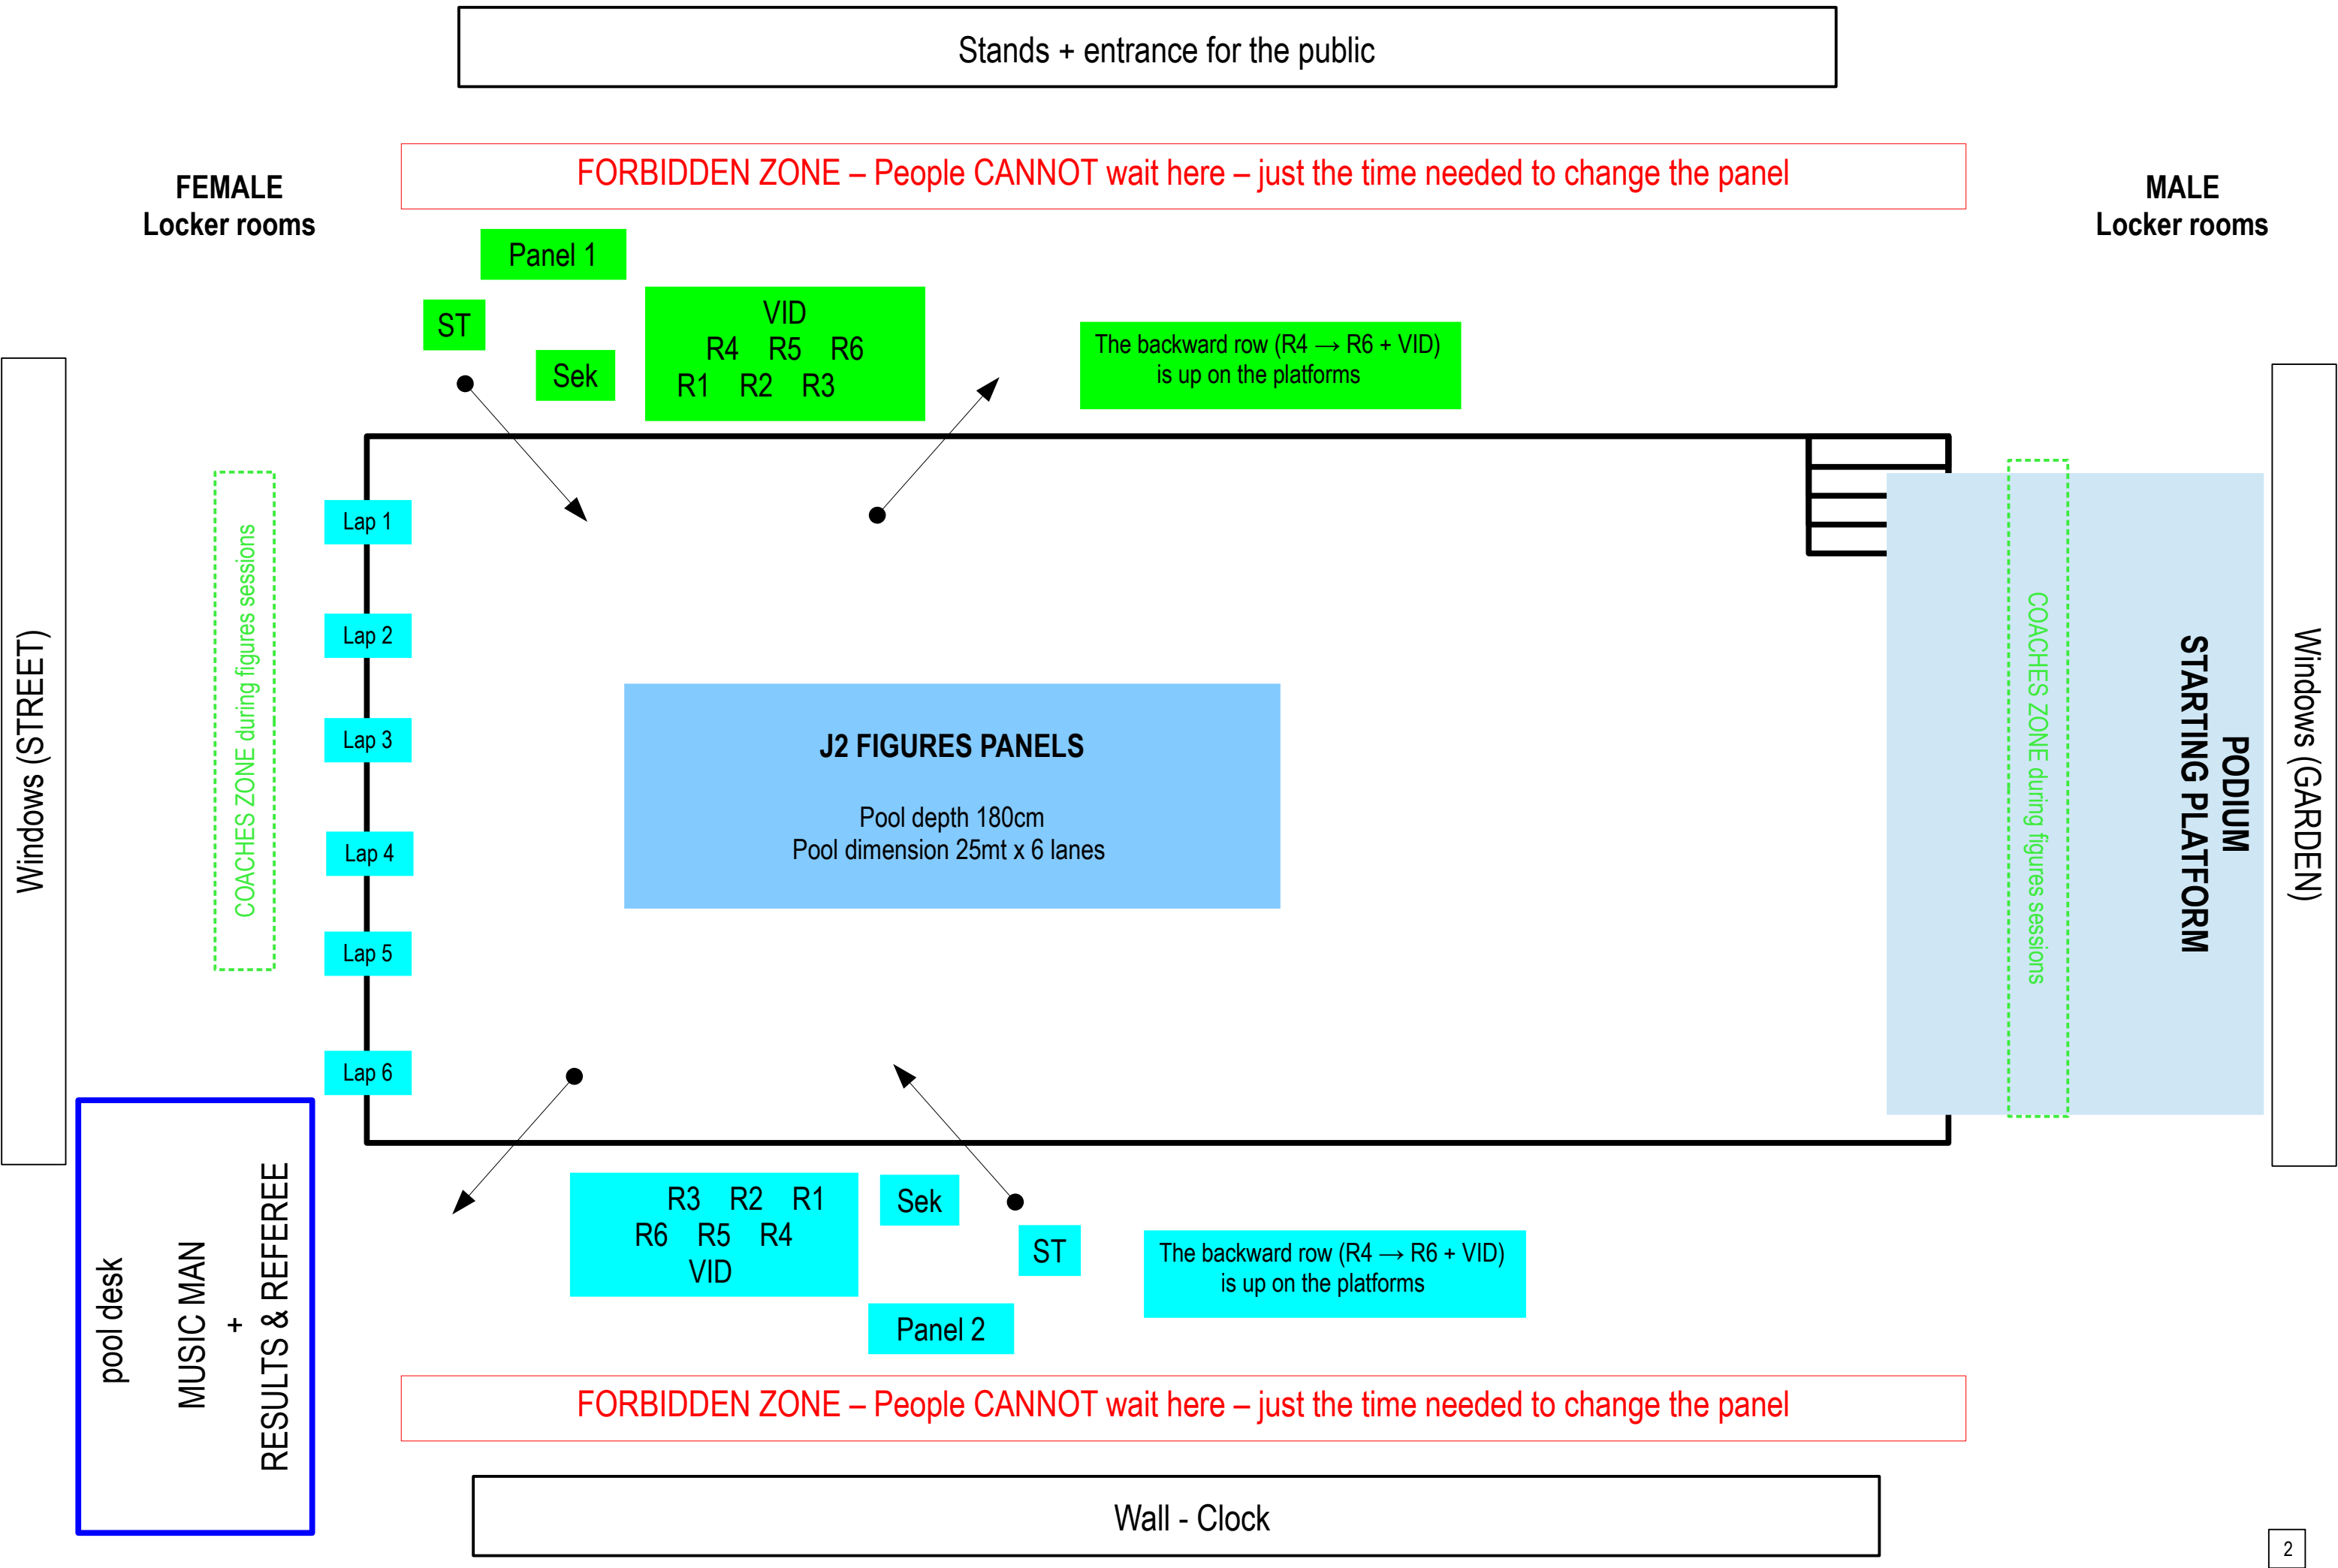 Stands + entrance for the public
FORBIDDEN ZONE – People CANNOT wait here – just the time needed to change the panel
FEMALE
Locker rooms
MALE
Locker rooms
Panel 1
ST
Sek
VID
R4 R5 R6
R1 R2 R3
The backward row (R4 → R6 + VID)
is up on the platforms
Windows (STREET)
COACHES ZONE during figures sessions
Lap 1
Lap 2
Lap 3
Lap 4
Lap 5
Lap 6
J2 FIGURES PANELS
Pool depth 180cm
Pool dimension 25mt x 6 lanes
COACHES ZONE during figures sessions
PODIUM
STARTING PLATFORM
Windows (GARDEN)
pool desk
MUSIC MAN
+
RESULTS & REFEREE
R3 R2 R1
R6 R5 R4
VID
Sek
ST
Panel 2
The backward row (R4 → R6 + VID)
is up on the platforms
FORBIDDEN ZONE – People CANNOT wait here – just the time needed to change the panel
Wall - Clock
2